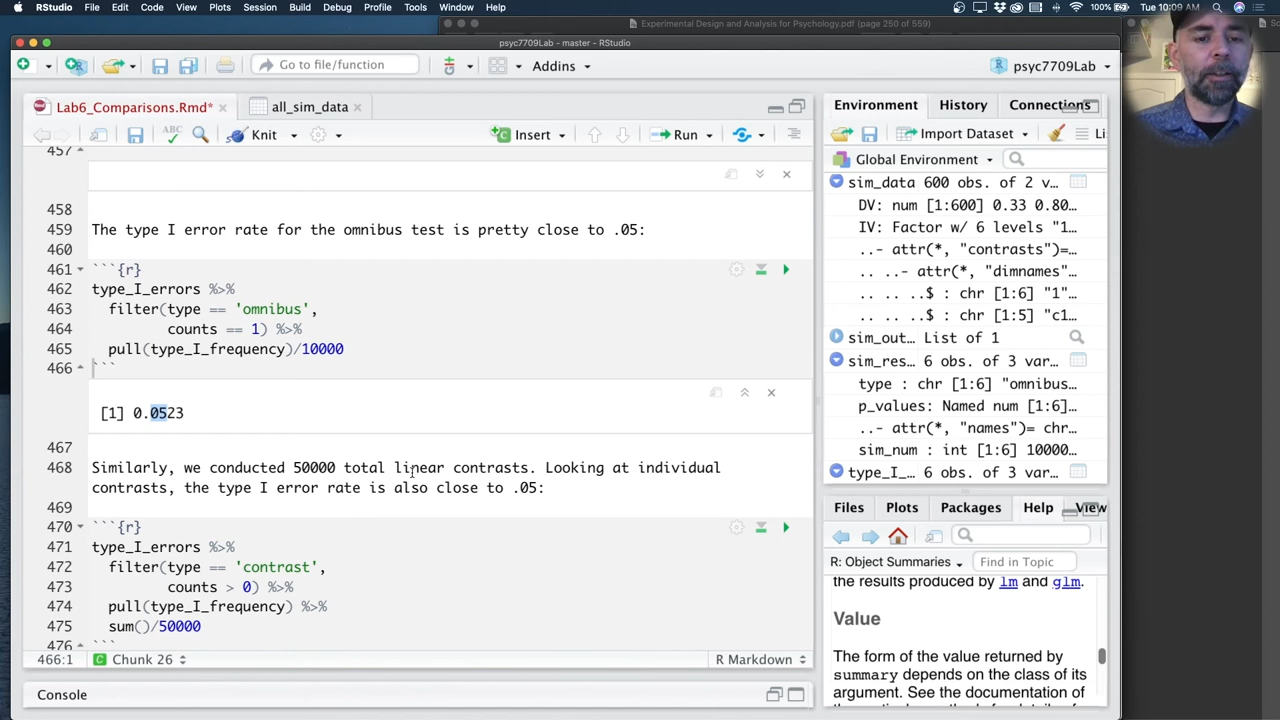 RStudio File Edit Code View Plots Session Build Debug Profile Tools Window Help 100% Tue Oct 12 10:09 AM
Experimental Design and Analysis for Psychology.pdf (page 250 of 559)
psyc7709Lab - master - RStudio
Go to file/function Addins psyc7709Lab
Lab6_Comparisons.Rmd* all_sim_data
ABC Knit Insert Run
457
458
459 The type I error rate for the omnibus test is pretty close to .05:
460
461 ```{r}
462 type_I_errors %>%
463 filter(type == 'omnibus',
464 counts == 1) %>%
465 pull(type_I_frequency)/10000
466 ```
[1] 0.0523
467
468 Similarly, we conducted 50000 total linear contrasts. Looking at individual
contrasts, the type I error rate is also close to .05:
469
470 ```{r}
471 type_I_errors %>%
472 filter(type == 'contrast',
473 counts > 0) %>%
474 pull(type_I_frequency) %>%
475 sum()/50000
476 ```
466:1 Chunk 26 R Markdown
Console
Environment History Connections
Import Dataset Li
Global Environment
sim_data 600 obs. of 2 v…
DV: num [1:600] 0.33 0.80…
IV: Factor w/ 6 levels "1…
..- attr(*, "contrasts")=…
.. ..- attr(*, "dimnames"…
.. .. ..$ : chr [1:6] "1"…
.. .. ..$ : chr [1:5] "c1…
sim_out… List of 1
sim_res… 6 obs. of 3 var…
type : chr [1:6] "omnibus…
p_values: Named num [1:6]…
..- attr(*, "names")= chr…
sim_num : int [1:6] 10000…
type_I_… 6 obs. of 3 var…
Files Plots Packages Help View
R: Object Summaries Find in Topic
the results produced by lm and glm.
Value
The form of the value returned by
summary depends on the class of its
argument. See the documentation of